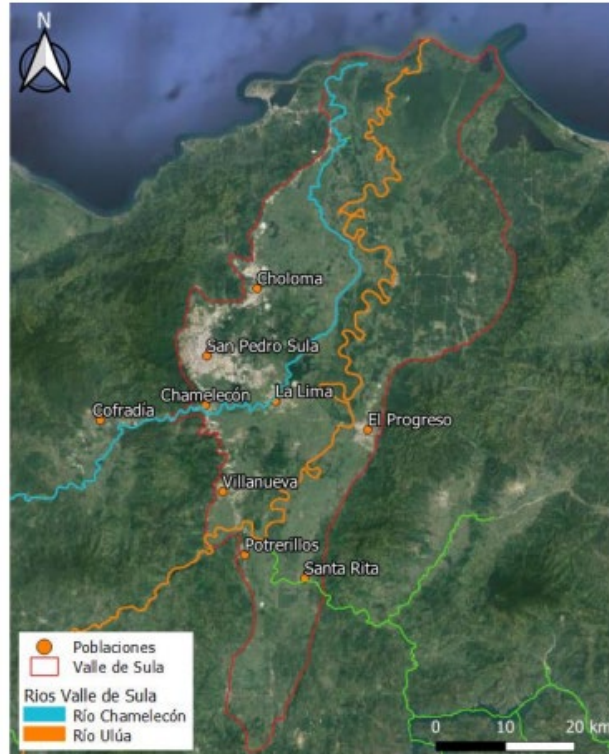 N
Choloma
San Pedro Sula
Chamelecón
La Lima
Cofradía
El Progreso
Villanueva
Potrerillos
Santa Rita
Poblaciones
Valle de Sula
Rios Valle de Sula
Río Chamelecón
Río Ulúa
0 10 20 km